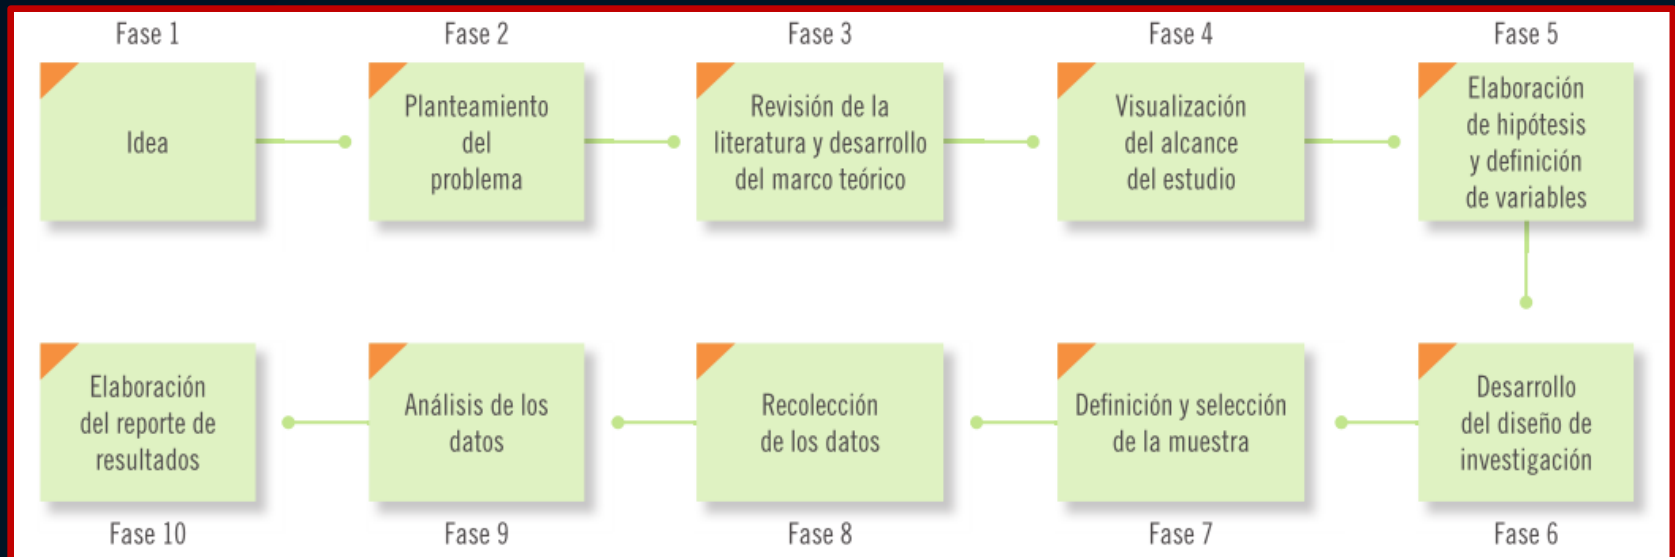 Fase 1
Idea
Fase 2
Planteamiento
del
problema
Fase 3
Revisión de la
literatura y desarrollo
del marco teórico
Fase 4
Visualización
del alcance
del estudio
Fase 5
Elaboración
de hipótesis
y definición
de variables
Desarrollo
del diseño de
investigación
Fase 6
Definición y selección
de la muestra
Fase 7
Recolección
de los datos
Fase 8
Análisis de los
datos
Fase 9
Elaboración
del reporte de
resultados
Fase 10